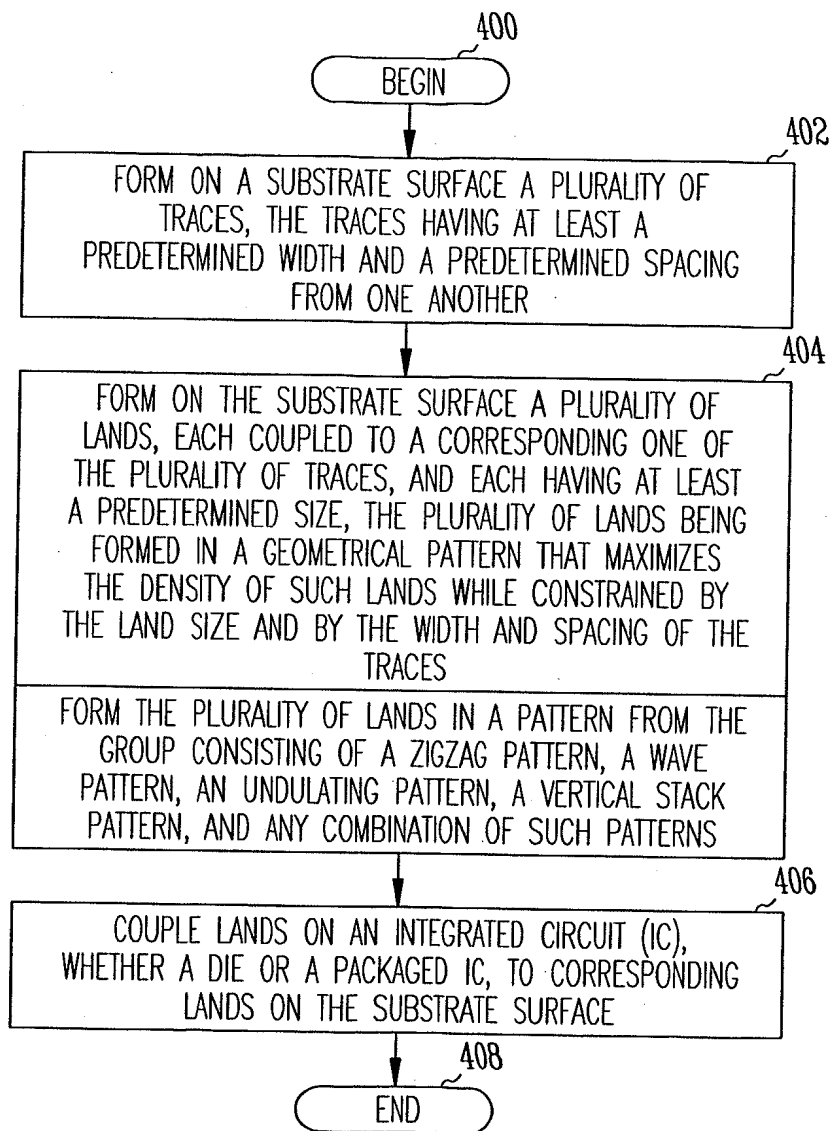 400
BEGIN
402
FORM ON A SUBSTRATE SURFACE A PLURALITY OF
TRACES, THE TRACES HAVING AT LEAST A
PREDETERMINED WIDTH AND A PREDETERMINED SPACING
FROM ONE ANOTHER
404
FORM ON THE SUBSTRATE SURFACE A PLURALITY OF
LANDS, EACH COUPLED TO A CORRESPONDING ONE OF
THE PLURALITY OF TRACES, AND EACH HAVING AT LEAST
A PREDETERMINED SIZE, THE PLURALITY OF LANDS BEING
FORMED IN A GEOMETRICAL PATTERN THAT MAXIMIZES
THE DENSITY OF SUCH LANDS WHILE CONSTRAINED BY
THE LAND SIZE AND BY THE WIDTH AND SPACING OF THE
TRACES
FORM THE PLURALITY OF LANDS IN A PATTERN FROM THE
GROUP CONSISTING OF A ZIGZAG PATTERN, A WAVE
PATTERN, AN UNDULATING PATTERN, A VERTICAL STACK
PATTERN, AND ANY COMBINATION OF SUCH PATTERNS
406
COUPLE LANDS ON AN INTEGRATED CIRCUIT (IC),
WHETHER A DIE OR A PACKAGED IC, TO CORRESPONDING
LANDS ON THE SUBSTRATE SURFACE
408
END